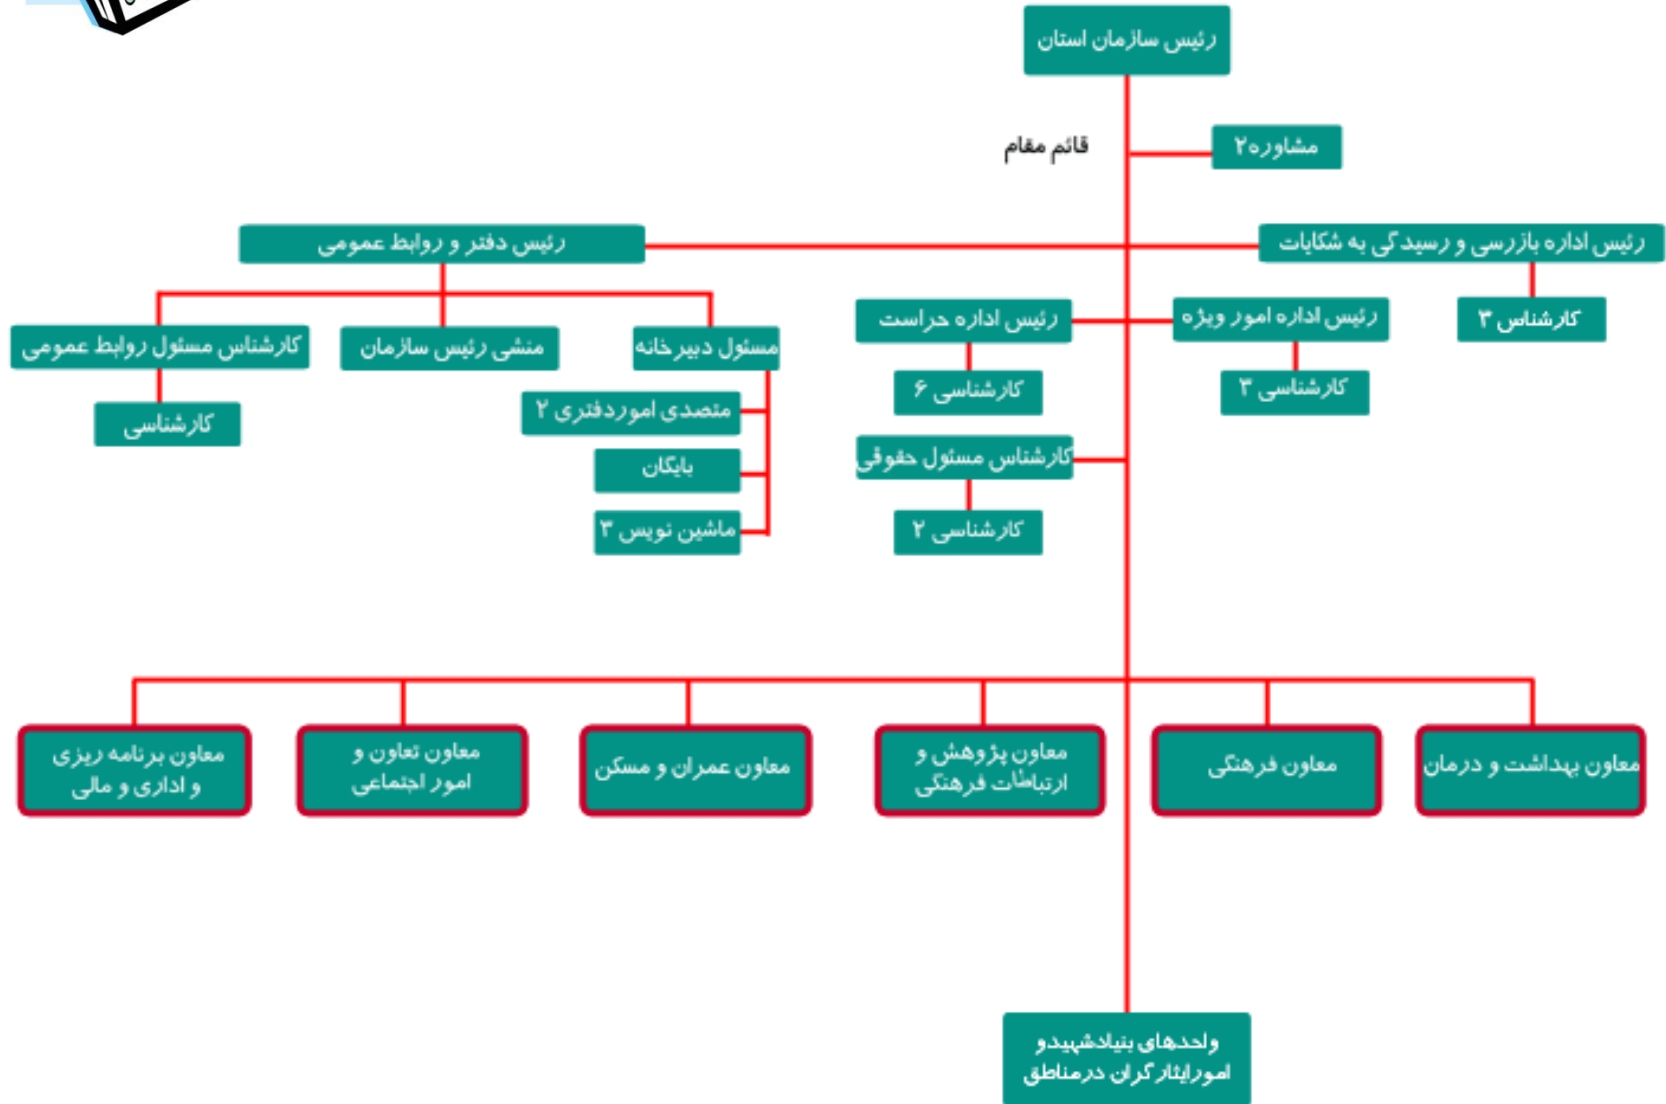 رئیس سازمان استان
مشاوره۲
قائم مقام
رئیس اداره بازرسی و رسیدگی به شکایات
رئیس دفتر و روابط عمومی
کارشناس ۳
رئیس اداره امور ویژه
رئیس اداره حراست
مسئول دبیرخانه
منشی رئیس سازمان
کارشناس مسئول روابط عمومی
کارشناسی ۳
کارشناسی ۶
متصدی اموردفتری ۲
کارشناسی
کارشناس مسئول حقوقی
بایگان
کارشناسی ۲
ماشین نویس ۳
معاون بهداشت و درمان
معاون فرهنگی
معاون پژوهش و
ارتباطات فرهنگی
معاون عمران و مسکن
معاون تعاون و
امور اجتماعی
معاون برنامه ریزی
و اداری و مالی
واحدهای بنیادشهیدو
امورایثارگران درمناطق